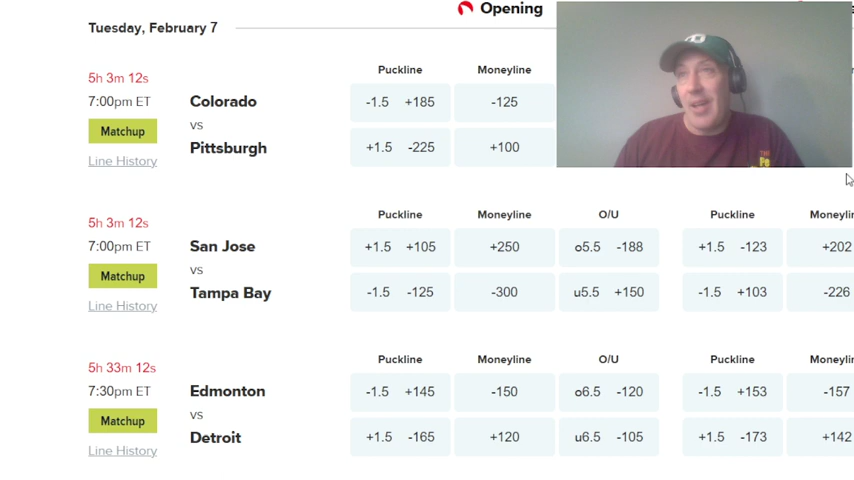 Opening
Tuesday, February 7
Puckline Moneyline
5h 3m 12s
7:00pm ET Colorado -1.5 +185 -125
Matchup vs
Pittsburgh +1.5 -225 +100
Line History
THE
Puckline Moneyline O/U Puckline Moneylin
5h 3m 12s
7:00pm ET San Jose +1.5 +105 +250 o5.5 -188 +1.5 -123 +202
Matchup vs
Tampa Bay -1.5 -125 -300 u5.5 +150 -1.5 +103 -226
Line History
Puckline Moneyline O/U Puckline Moneylin
5h 33m 12s
7:30pm ET Edmonton -1.5 +145 -150 o6.5 -120 -1.5 +153 -157
Matchup vs
Detroit +1.5 -165 +120 u6.5 -105 +1.5 -173 +142
Line History